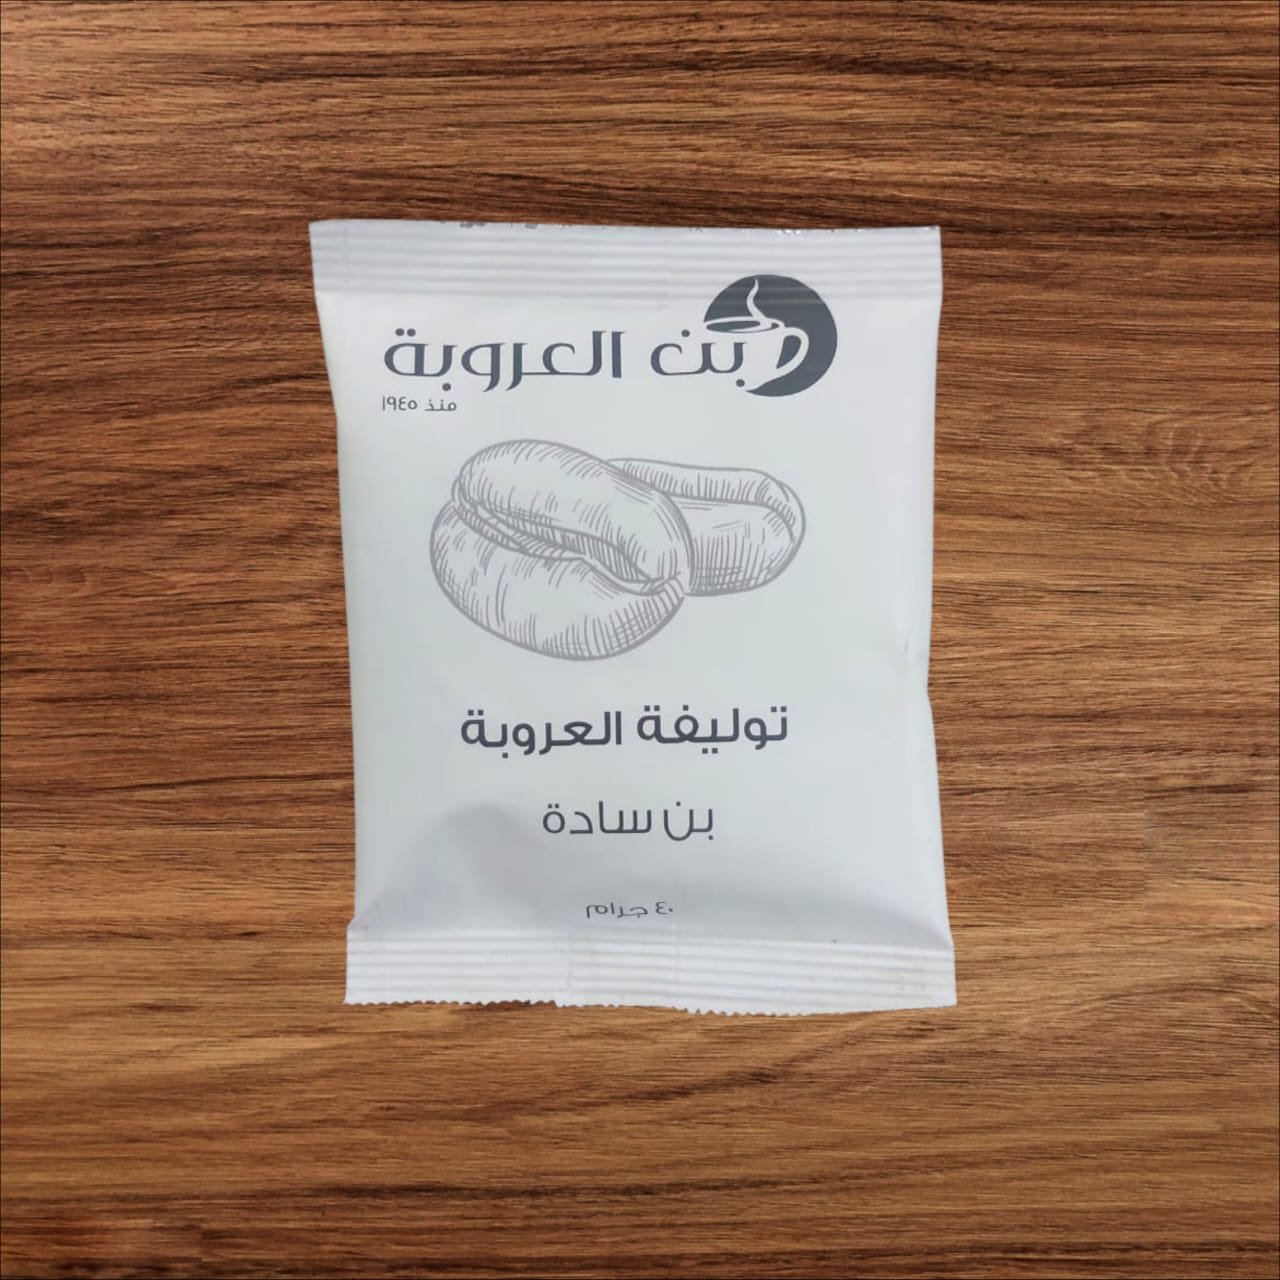 بن العروبة
منذ ١٩٤٥
توليفة العروبة
بن سادة
٤٠ جرام